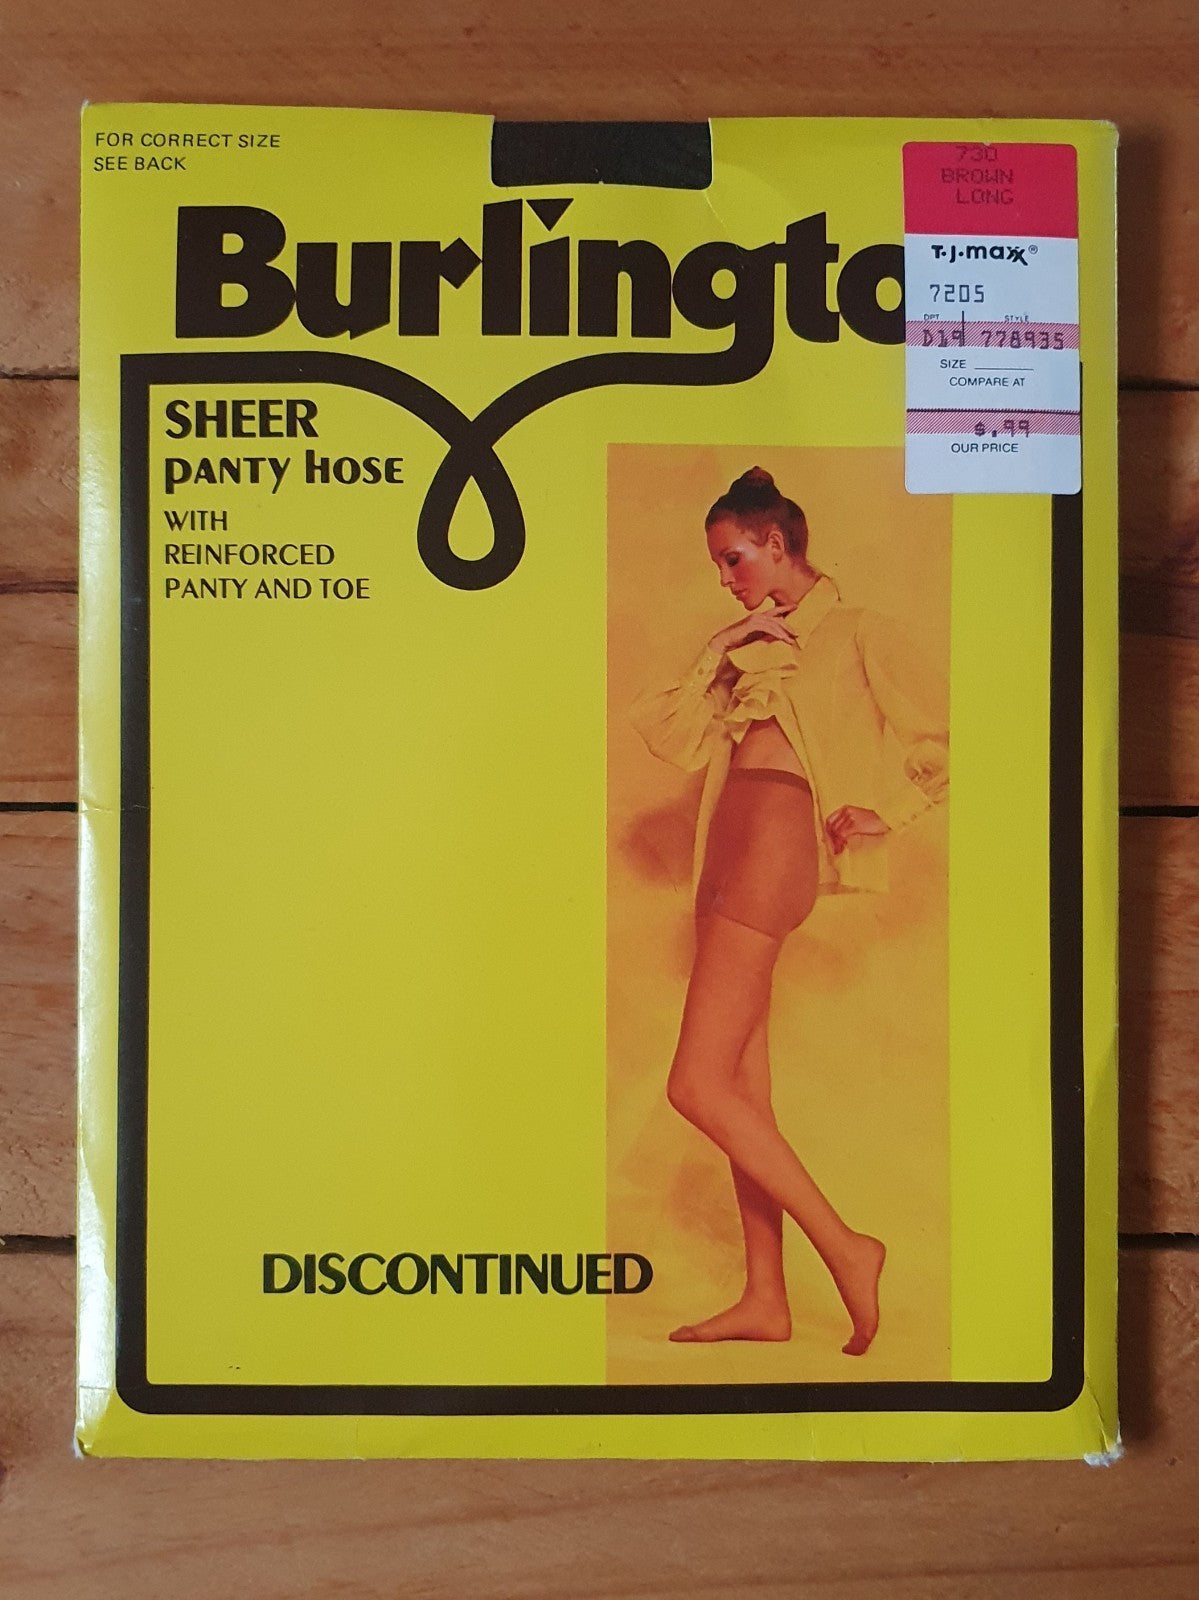 FOR CORRECT SIZE
SEE BACK
Burlingto
SHEER
PANTY HOSE
WITH
REINFORCED
PANTY AND TOE
730
BROWN
LONG
T.J.maxx®
7205
DPT STYLE
D19 778935
SIZE
COMPARE AT
$.99
OUR PRICE
DISCONTINUED